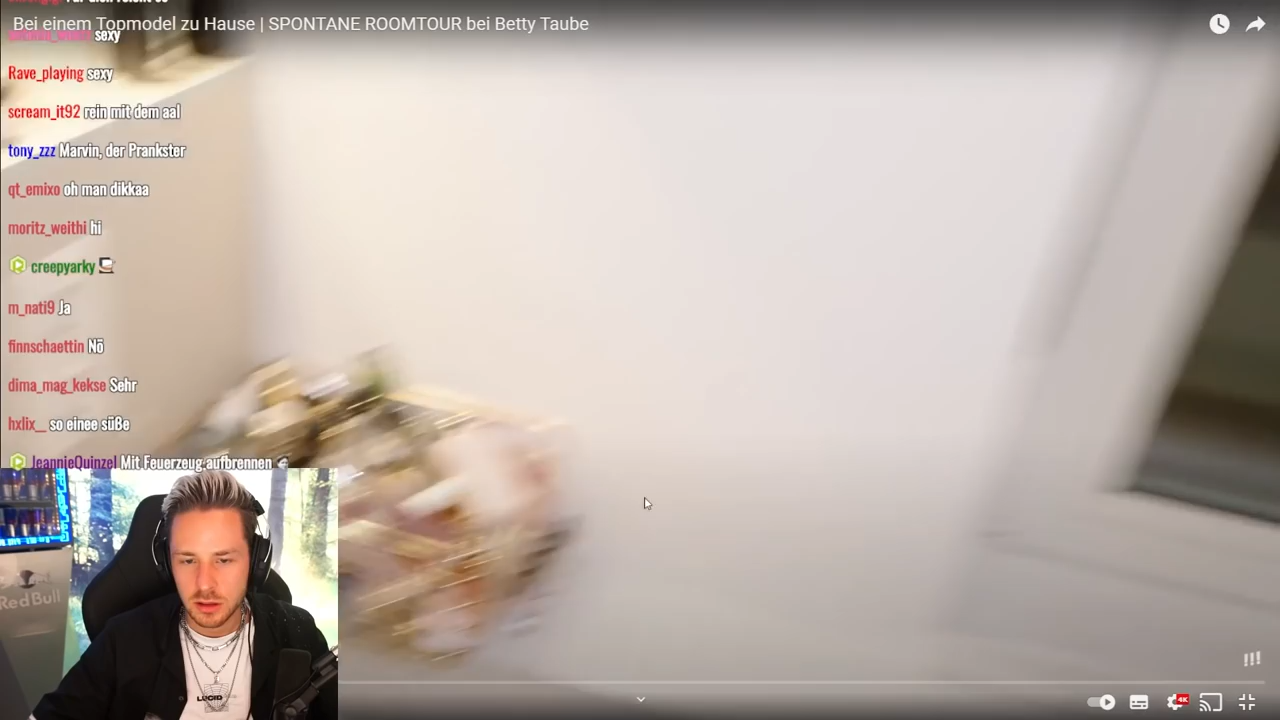 Bei einem Topmodel zu Hause | SPONTANE ROOMTOUR bei Betty Taube
sexy
Rave_playing sexy
scream_it92 rein mit dem aal
tony_zzz Marvin, der Prankster
qt_emixo oh man dikkaa
moritz_weithi hi
creepyarky
m_nati9 Ja
finnschaettin Nö
dima_mag_kekse Sehr
hxlix__ so einee süße
JeannieQuinzel Mit Feuerzeug aufbrennen
Red Bull
LUCID
4K